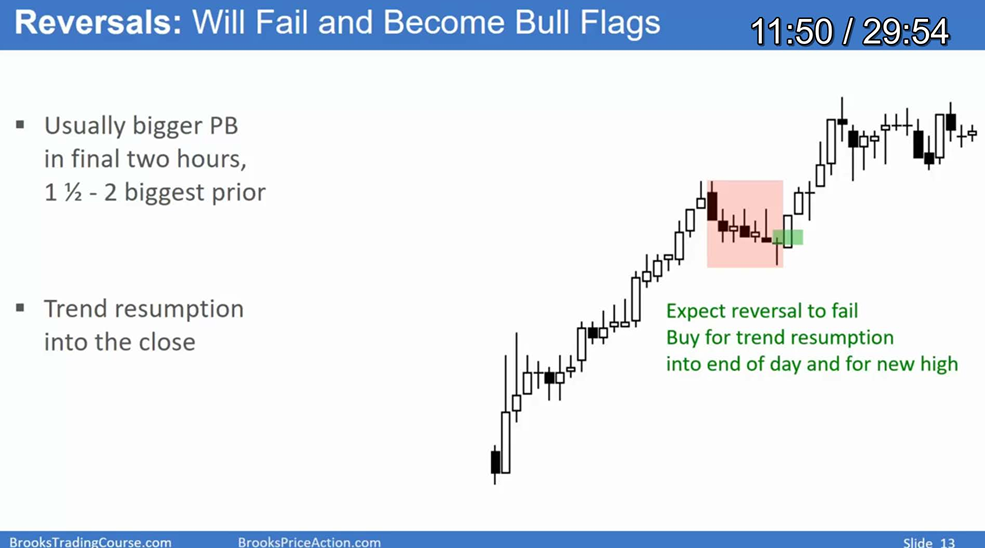 Reversals: Will Fail and Become Bull Flags
11:50 / 29:54
Usually bigger PB
in final two hours,
1 ½ - 2 biggest prior
Trend resumption
into the close
Expect reversal to fail
Buy for trend resumption
into end of day and for new high
BrooksTradingCourse.com
BrooksPriceAction.com
Slide 13